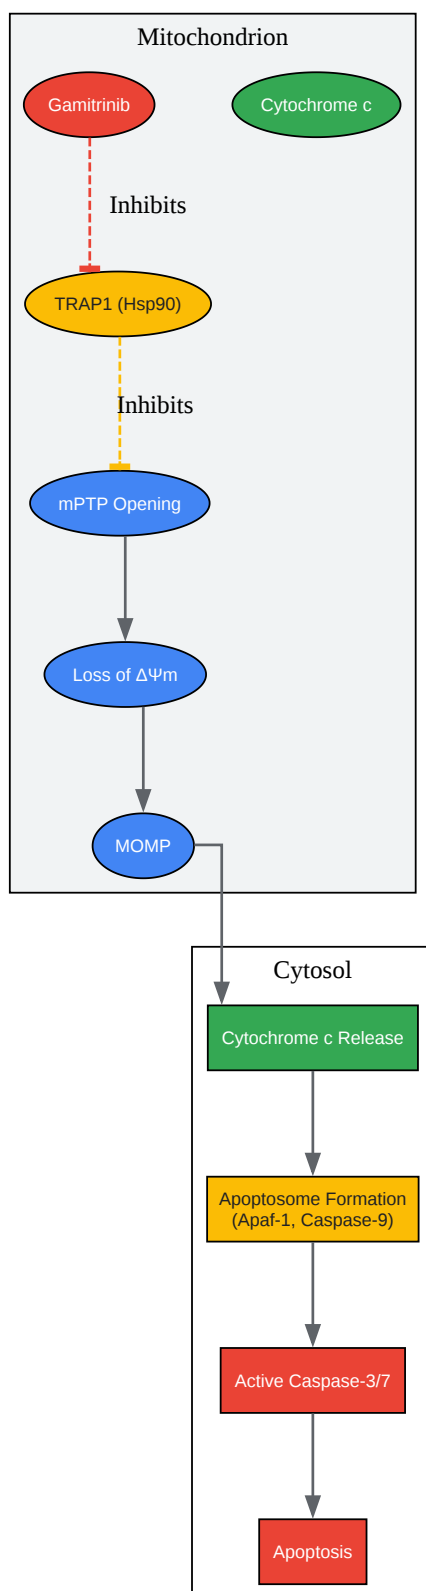 Mitochondrion
Gamitrinib
Cytochrome c
Inhibits
TRAP1 (Hsp90)
Inhibits
mPTP Opening
Loss of ΔΨm
MOMP
Cytosol
Cytochrome c Release
Apoptosome Formation
(Apaf-1, Caspase-9)
Active Caspase-3/7
Apoptosis